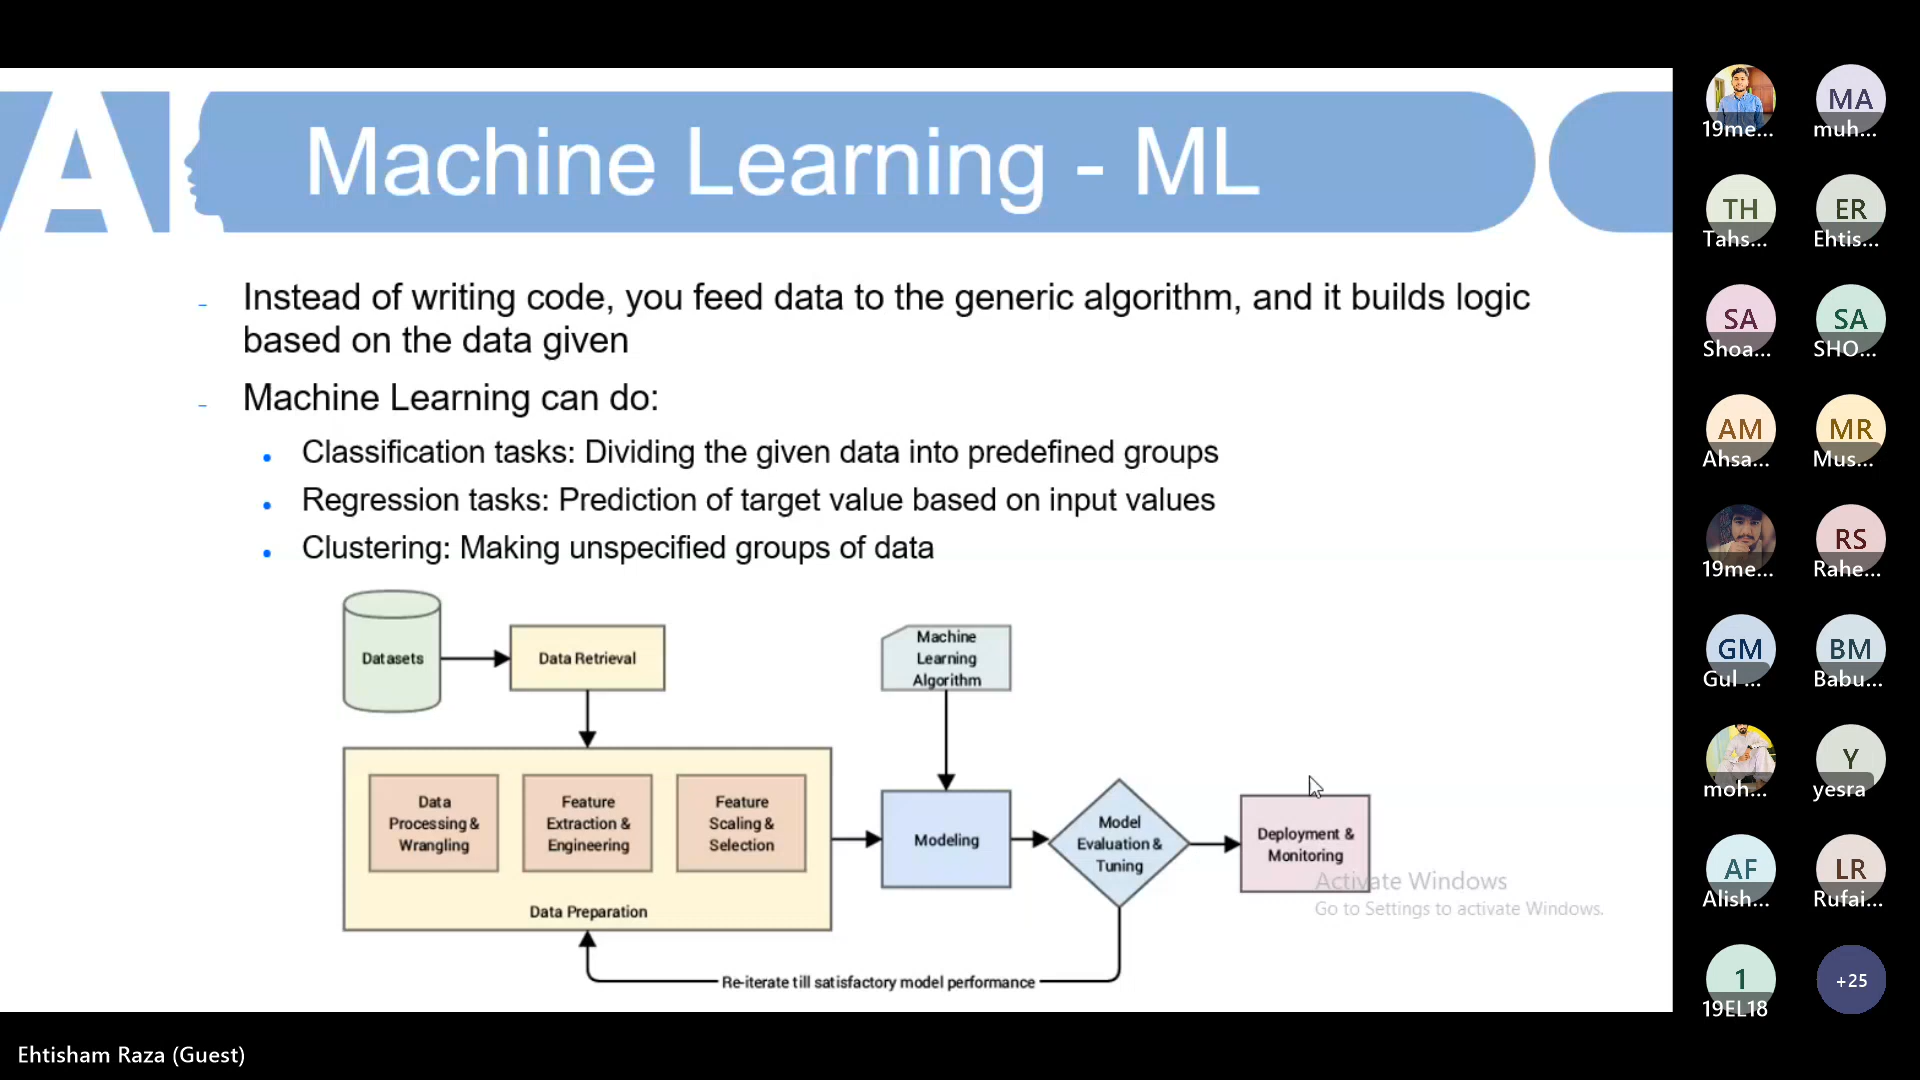 A
Machine Learning - ML
- Instead of writing code, you feed data to the generic algorithm, and it builds logic
based on the data given
- Machine Learning can do:
• Classification tasks: Dividing the given data into predefined groups
• Regression tasks: Prediction of target value based on input values
• Clustering: Making unspecified groups of data
Datasets
Data Retrieval
Machine
Learning
Algorithm
Data
Processing &
Wrangling
Feature
Extraction &
Engineering
Feature
Scaling &
Selection
Data Preparation
Modeling
Model
Evaluation &
Tuning
Deployment &
Monitoring
Re-iterate till satisfactory model performance
Activate Windows
Go to Settings to activate Windows.
19me...
MA
muh...
TH
Tahs...
ER
Ehtis...
SA
Shoa...
SA
SHO...
AM
Ahsa...
MR
Mus...
19me...
RS
Rahe...
GM
Gul ...
BM
Babu...
moh...
Y
yesra
AF
Alish...
LR
Rufai...
1
19EL18
+25
Ehtisham Raza (Guest)